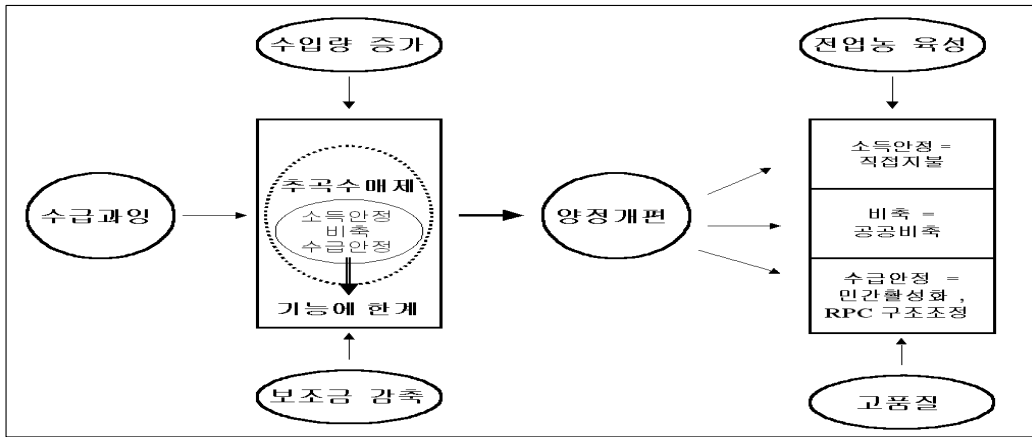 수입량 증가
전업농 육성
수급과잉
추곡수매제
소득안정
비축
수급안정
기능에 한계
보조금 감축
양정개편
소득안정 =
직접지불
비축 =
공공비축
수급안정 =
민간활성화 ,
RPC 구조조정
고품질